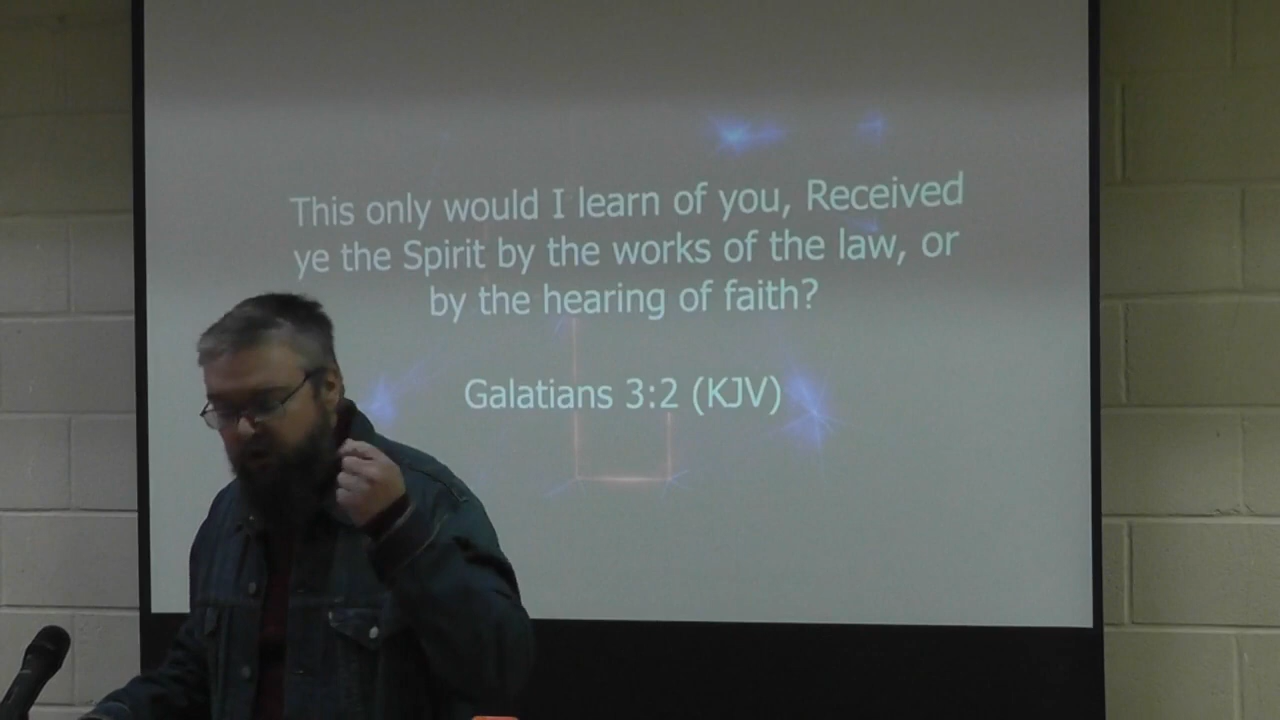 This only would I learn of you, Received
ye the Spirit by the works of the law, or
by the hearing of faith?
Galatians 3:2 (KJV)